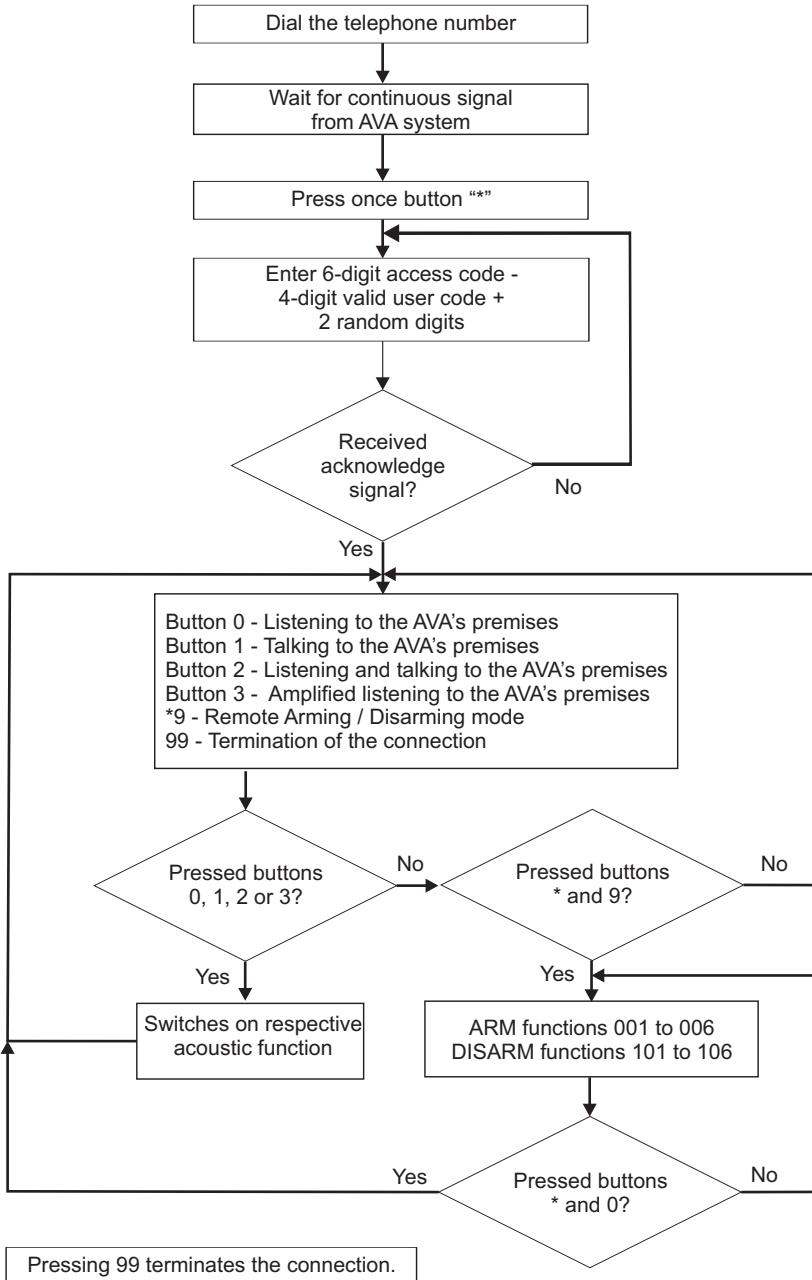 Dial the telephone number
Wait for continuous signal
from AVA system
Press once button “*”
Enter 6-digit access code -
4-digit valid user code +
2 random digits
Received
acknowledge
signal?
No
Yes
Button 0 - Listening to the AVA's premises
Button 1 - Talking to the AVA's premises
Button 2 - Listening and talking to the AVA's premises
Button 3 - Amplified listening to the AVA's premises
*9 - Remote Arming / Disarming mode
99 - Termination of the connection
Pressed buttons
0, 1, 2 or 3?
No
Pressed buttons
* and 9?
No
Yes
Yes
Switches on respective
acoustic function
ARM functions 001 to 006
DISARM functions 101 to 106
Yes
Pressed buttons
* and 0?
No
Pressing 99 terminates the connection.